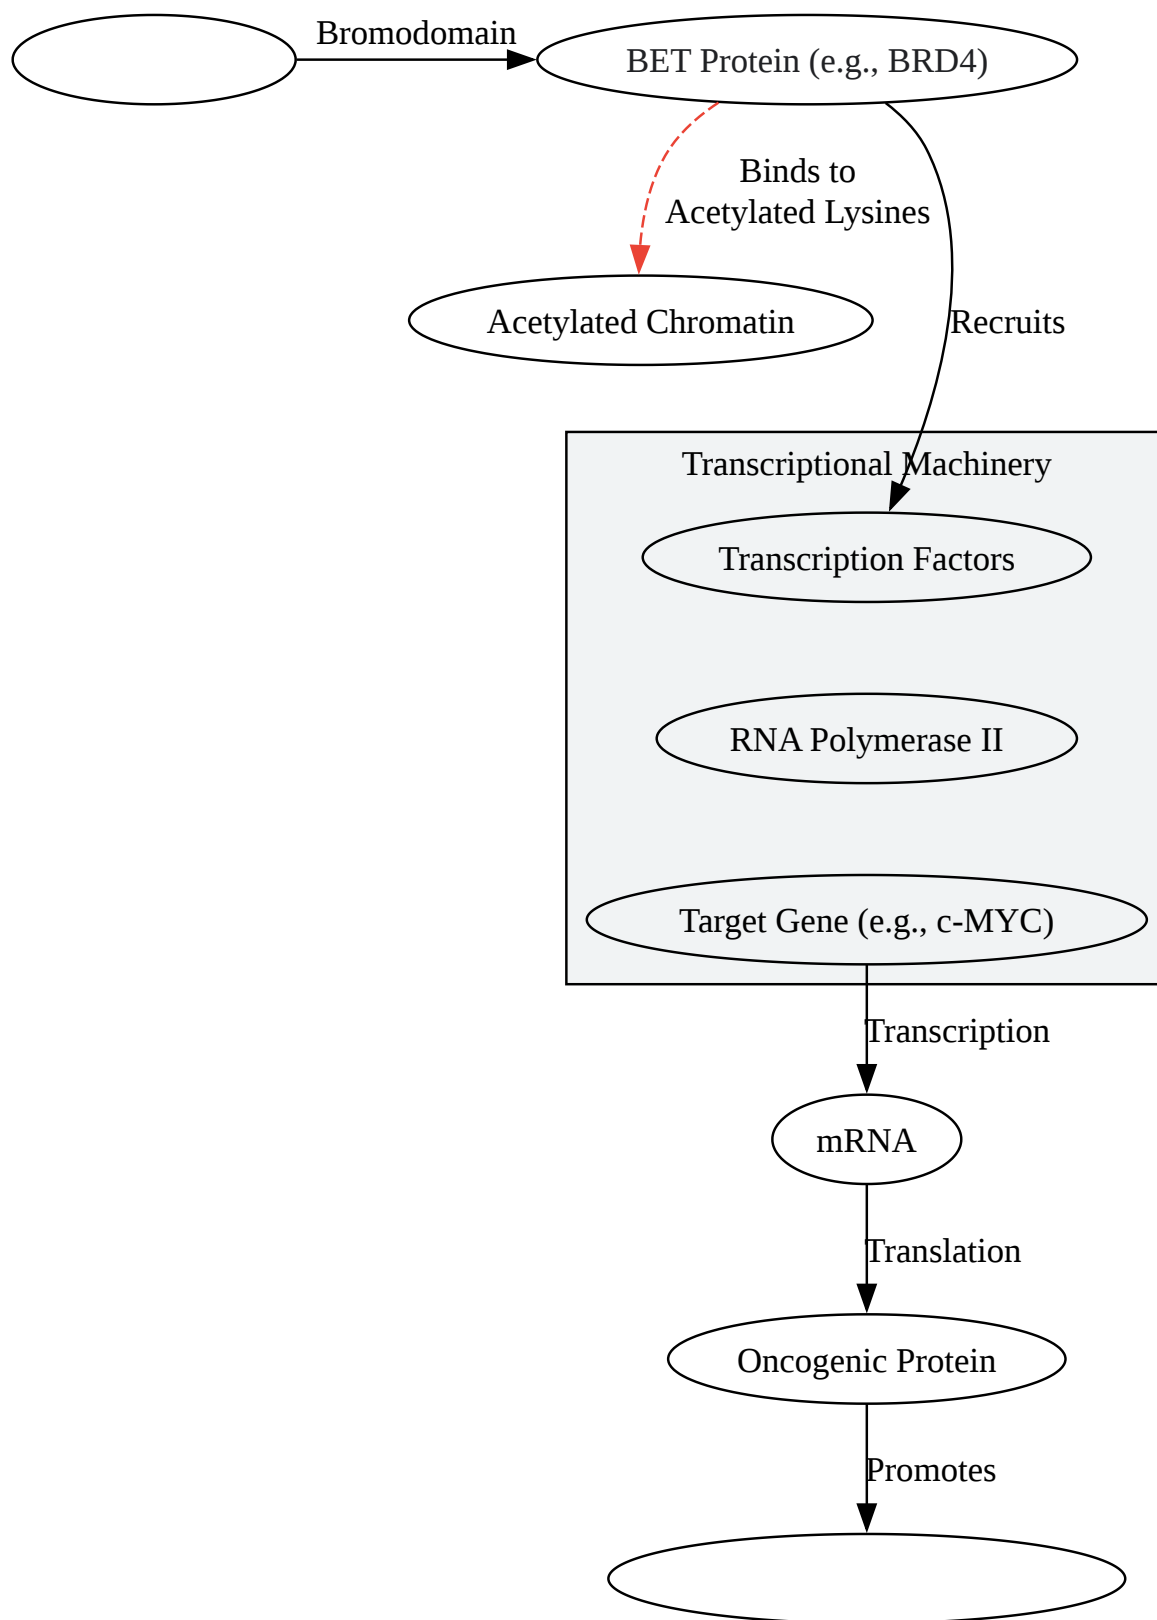 Bromodomain
BET Protein (e.g., BRD4)
Binds to
Acetylated Lysines
Acetylated Chromatin
Recruits
Transcriptional Machinery
Transcription Factors
RNA Polymerase II
Target Gene (e.g., c-MYC)
Transcription
mRNA
Translation
Oncogenic Protein
Promotes